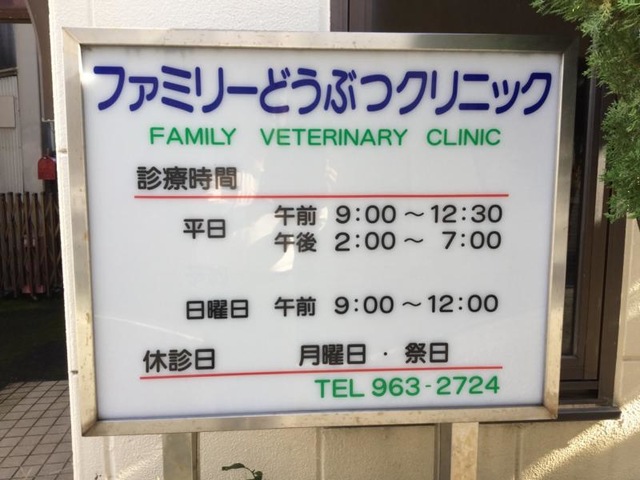 ファミリーどうぶつクリニック
FAMILY VETERINARY CLINIC
診療時間
平日 午前 9:00～12:30
午後 2:00～ 7:00
日曜日 午前 9:00～12:00
休診日 月曜日・祭日
TEL 963-2724